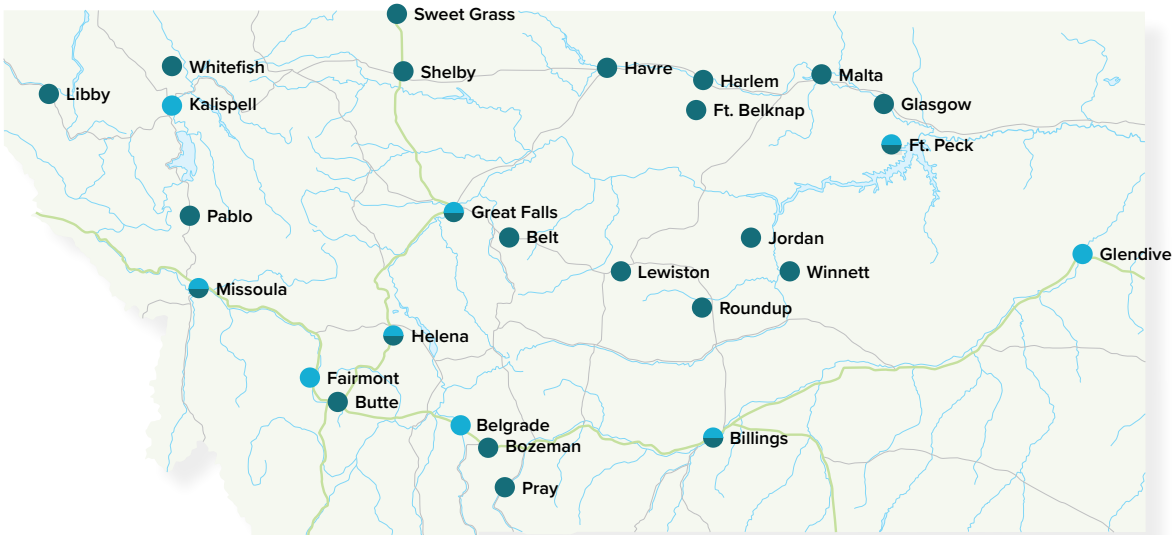 Sweet Grass
Whitefish
Shelby
Havre
Harlem
Malta
Libby
Kalispell
Ft. Belknap
Glasgow
Ft. Peck
Pablo
Great Falls
Belt
Jordan
Glendive
Lewiston
Winnett
Missoula
Roundup
Helena
Fairmont
Butte
Belgrade
Bozeman
Billings
Pray